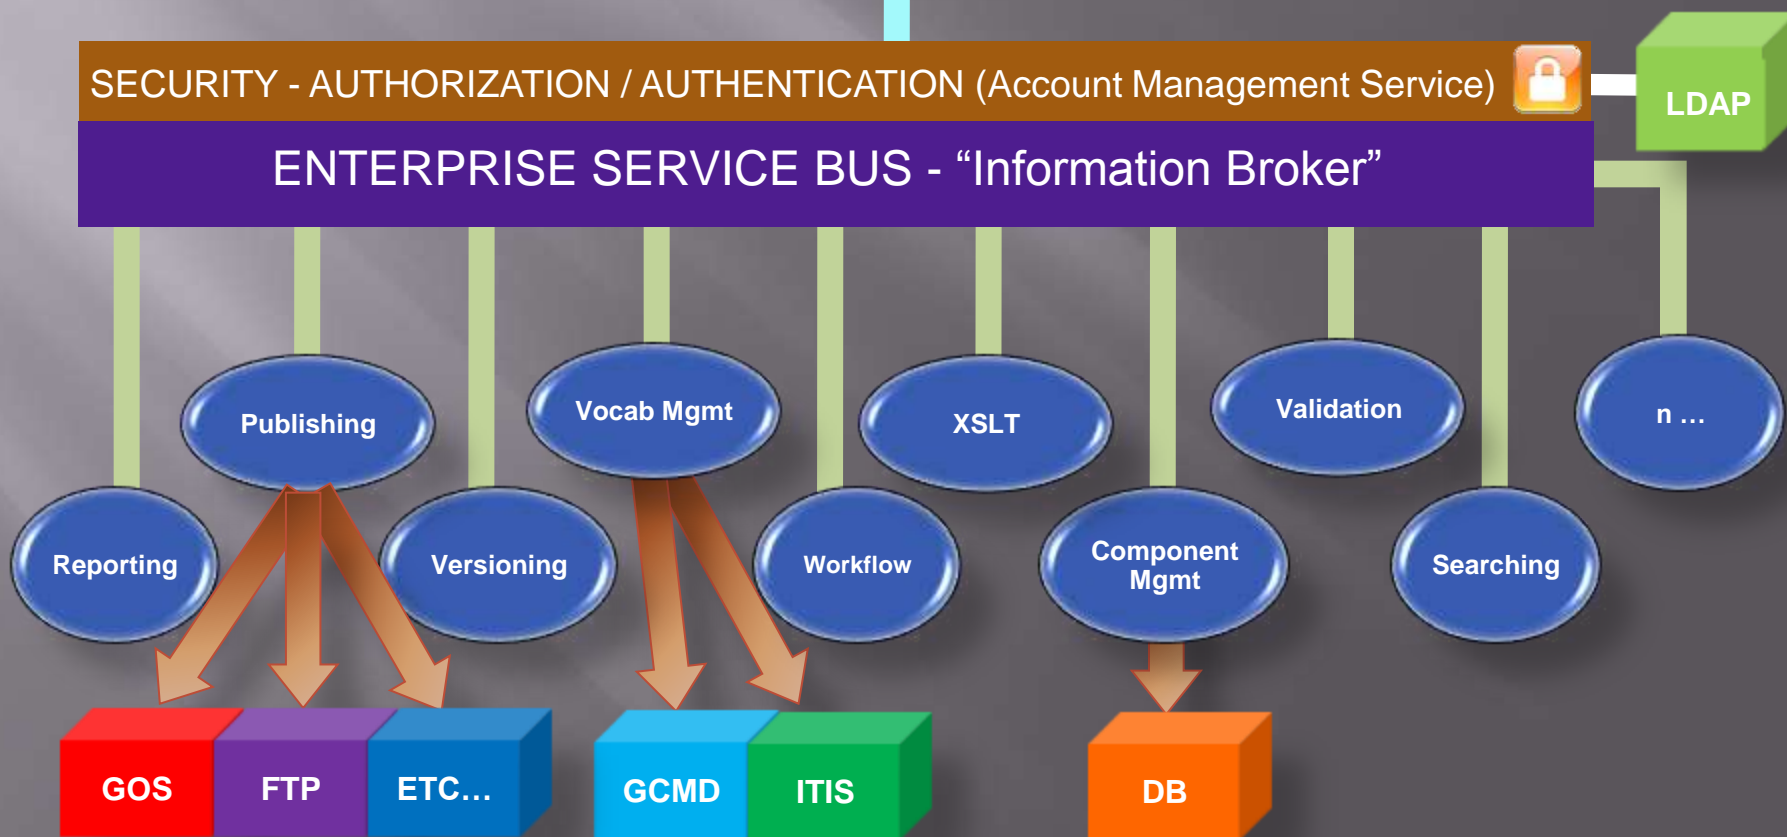 SECURITY - AUTHORIZATION / AUTHENTICATION (Account Management Service)
LDAP
ENTERPRISE SERVICE BUS - “Information Broker”
Publishing
Vocab Mgmt
XSLT
Validation
n ...
Reporting
Versioning
Workflow
Component
Mgmt
Searching
GOS
FTP
ETC...
GCMD
ITIS
DB